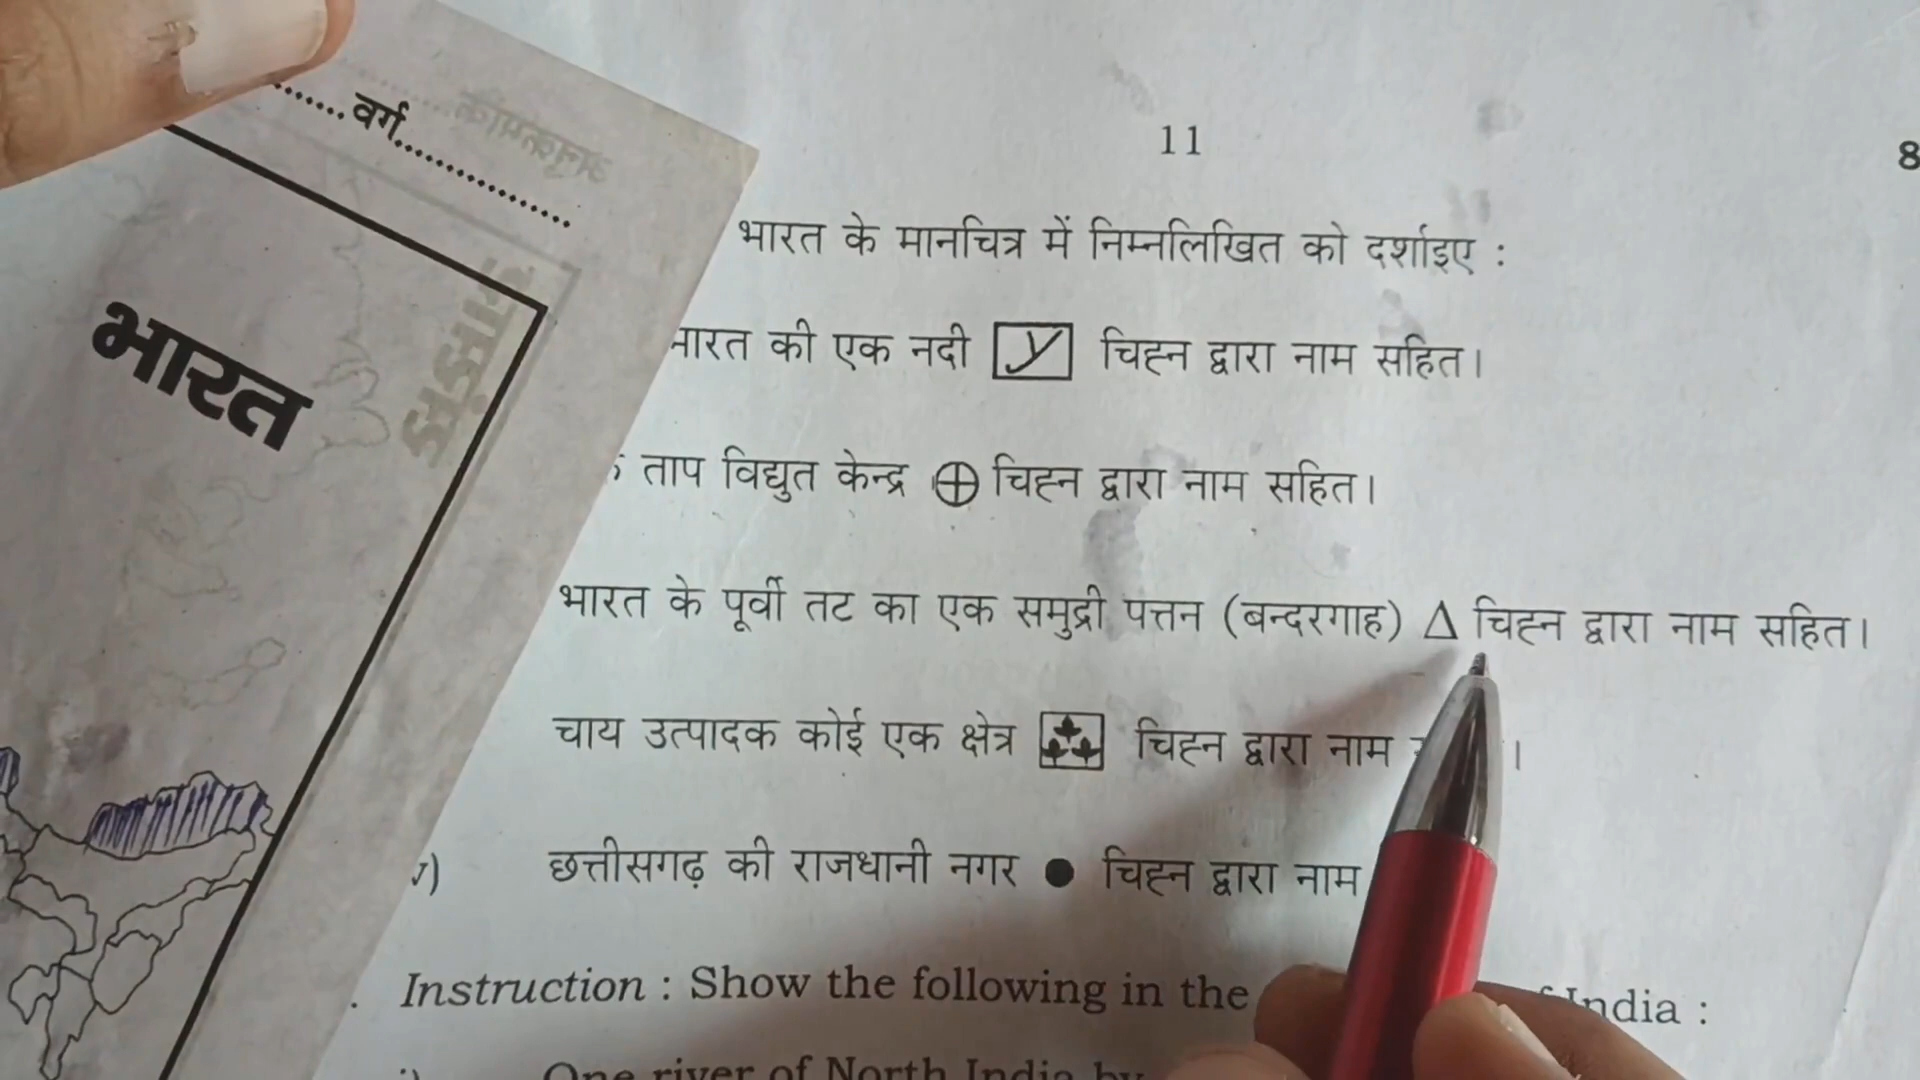 वर्ग
भारत
11
8
भारत के मानचित्र में निम्नलिखित को दर्शाइए :
भारत की एक नदी चिह्न द्वारा नाम सहित।
ताप विद्युत केन्द्र चिह्न द्वारा नाम सहित।
भारत के पूर्वी तट का एक समुद्री पत्तन (बन्दरगाह) Δ चिह्न द्वारा नाम सहित।
चाय उत्पादक कोई एक क्षेत्र चिह्न द्वारा नाम
v) छत्तीसगढ़ की राजधानी नगर ● चिह्न द्वारा नाम
Instruction : Show the following in the of India :
One river of North India by